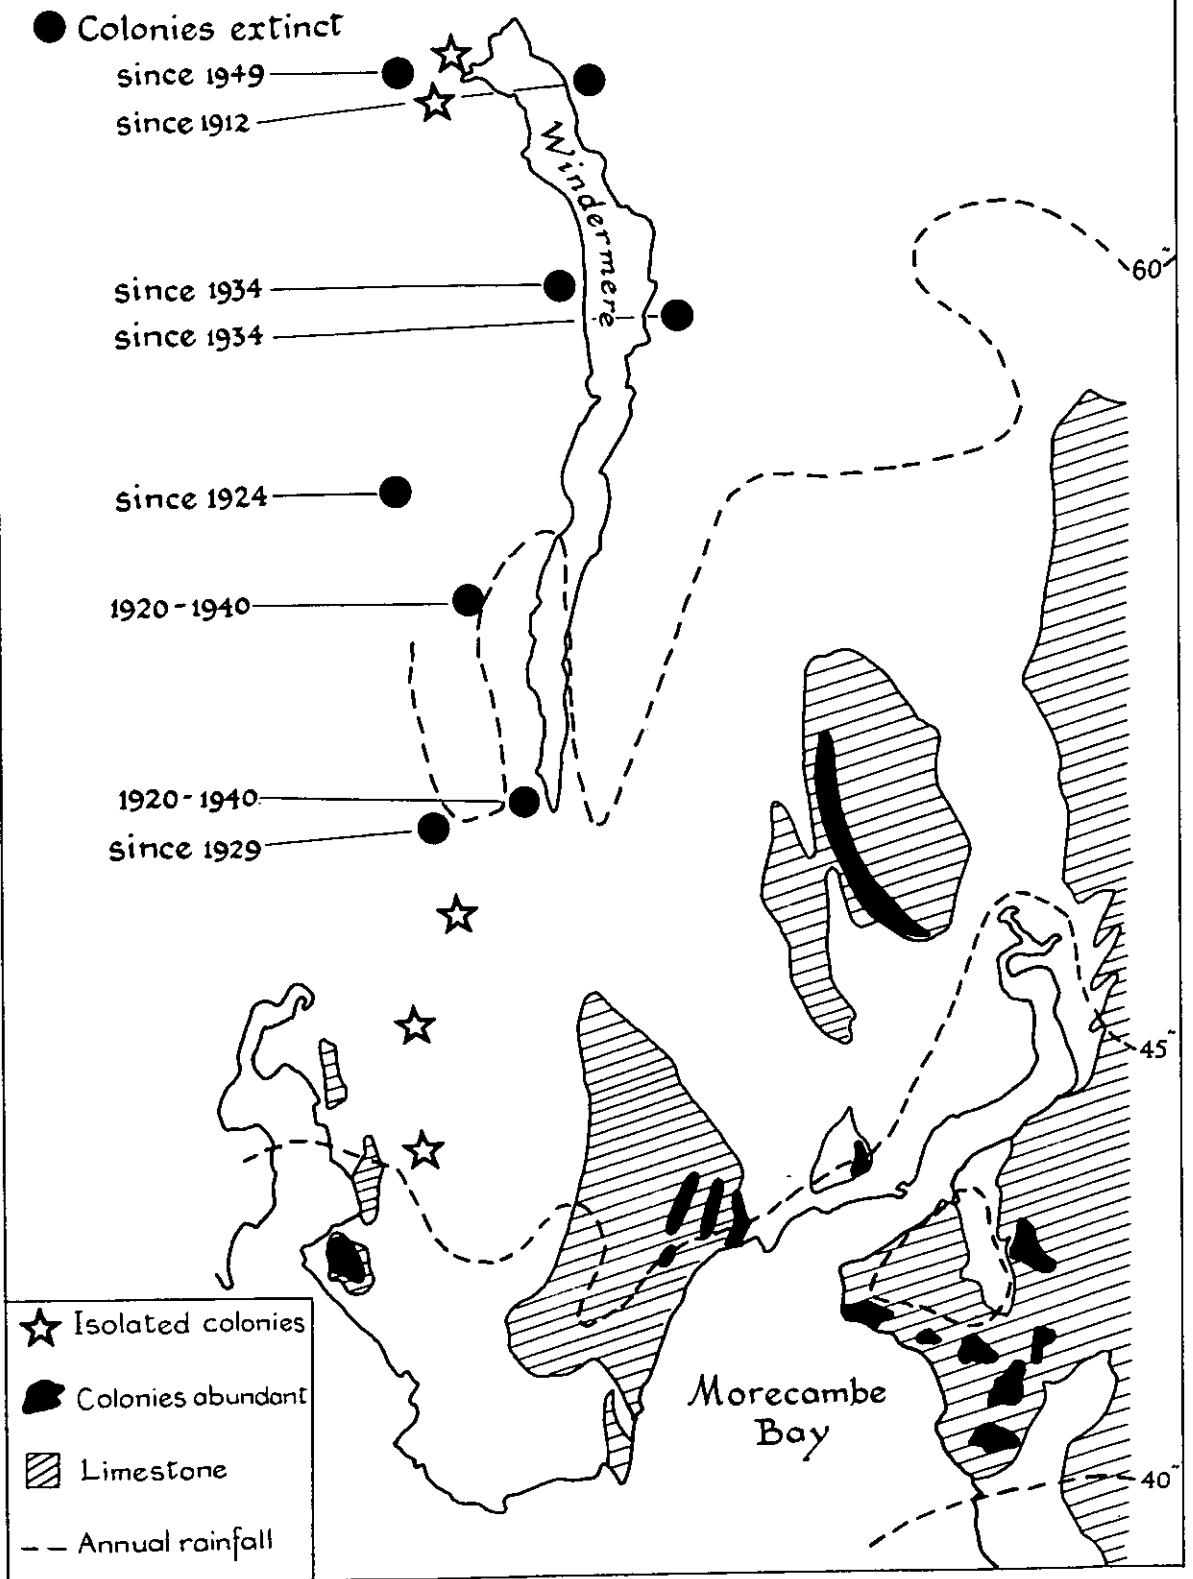 Colonies extinct
since 1949
since 1912
Windermere
60"
since 1934
since 1934
since 1924
1920-1940
1920-1940
since 1929
45"
Isolated colonies
Colonies abundant
Limestone
Annual rainfall
Morecambe
Bay
40"